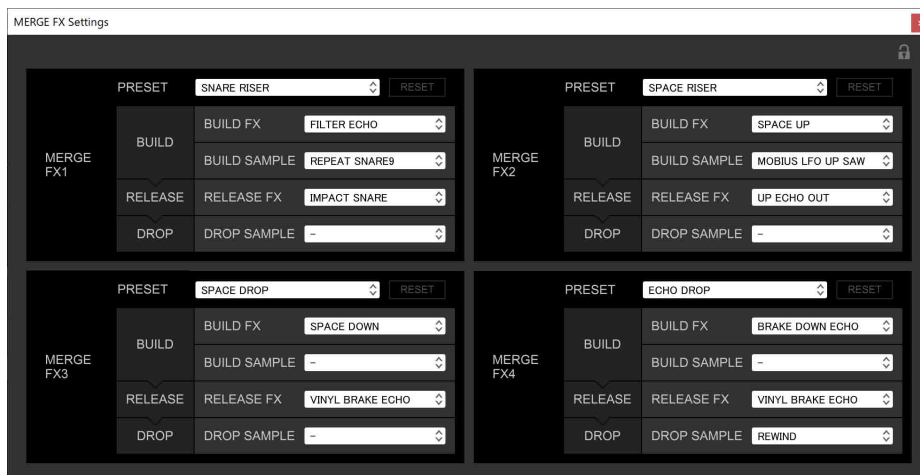 MERGE FX Settings
PRESET SNARE RISER RESET
MERGE FX1
BUILD
BUILD FX FILTER ECHO
BUILD SAMPLE REPEAT SNARE9
RELEASE RELEASE FX IMPACT SNARE
DROP DROP SAMPLE –
PRESET SPACE RISER RESET
MERGE FX2
BUILD
BUILD FX SPACE UP
BUILD SAMPLE MOBIUS LFO UP SAW
RELEASE RELEASE FX UP ECHO OUT
DROP DROP SAMPLE –
PRESET SPACE DROP RESET
MERGE FX3
BUILD
BUILD FX SPACE DOWN
BUILD SAMPLE –
RELEASE RELEASE FX VINYL BRAKE ECHO
DROP DROP SAMPLE –
PRESET ECHO DROP RESET
MERGE FX4
BUILD
BUILD FX BRAKE DOWN ECHO
BUILD SAMPLE –
RELEASE RELEASE FX VINYL BRAKE ECHO
DROP DROP SAMPLE REWIND